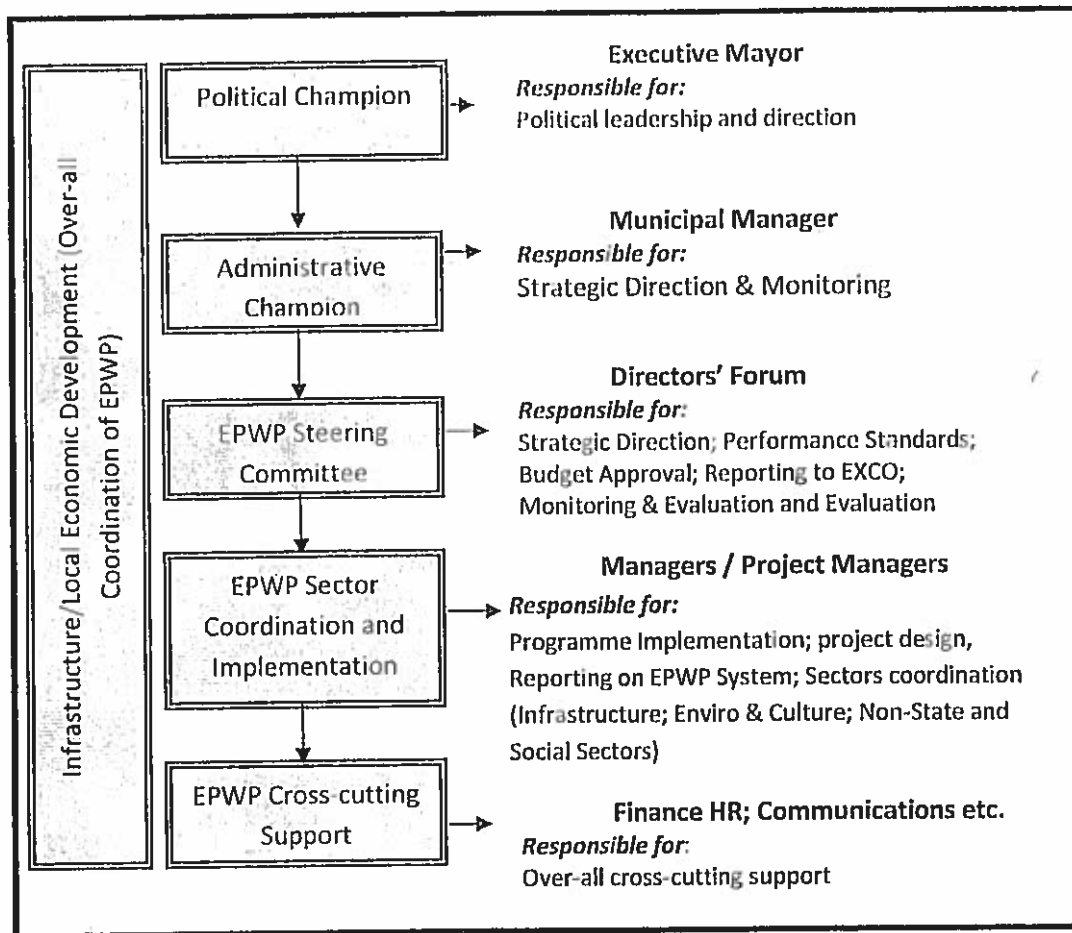 Infrastructure/Local Economic Development (Over-all
Coordination of EPWP)
Political Champion
Executive Mayor
Responsible for:
Political leadership and direction
Administrative
Champion
Municipal Manager
Responsible for:
Strategic Direction & Monitoring
EPWP Steering
Committee
Directors' Forum
Responsible for:
Strategic Direction; Performance Standards;
Budget Approval; Reporting to EXCO;
Monitoring & Evaluation and Evaluation
EPWP Sector
Coordination and
Implementation
Managers / Project Managers
Responsible for:
Programme Implementation; project design,
Reporting on EPWP System; Sectors coordination
(Infrastructure; Enviro & Culture; Non-State and
Social Sectors)
EPWP Cross-cutting
Support
Finance HR; Communications etc.
Responsible for:
Over-all cross-cutting support